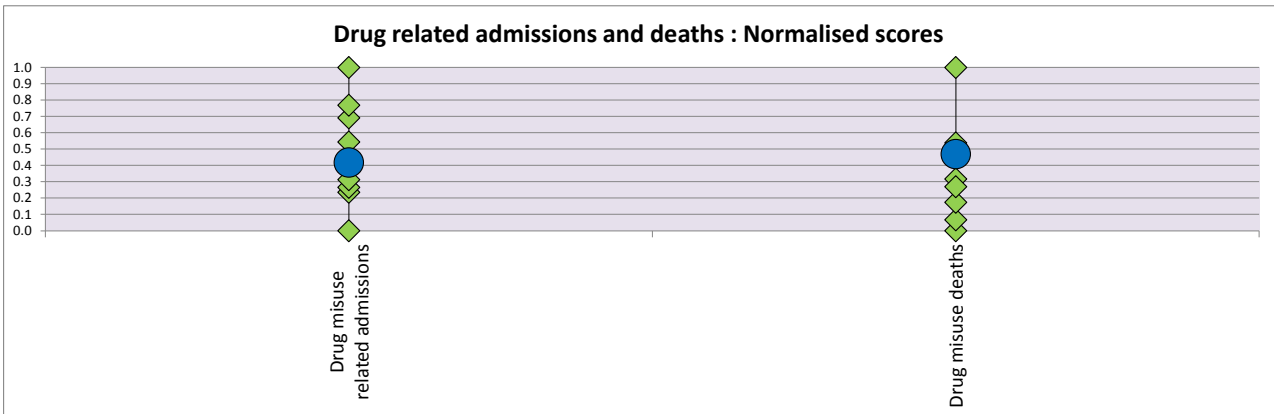 Drug related admissions and deaths : Normalised scores
1.0
0.9
0.8
0.7
0.6
0.5
0.4
0.3
0.2
0.1
0.0
Drug misuse
related admissions
Drug misuse deaths